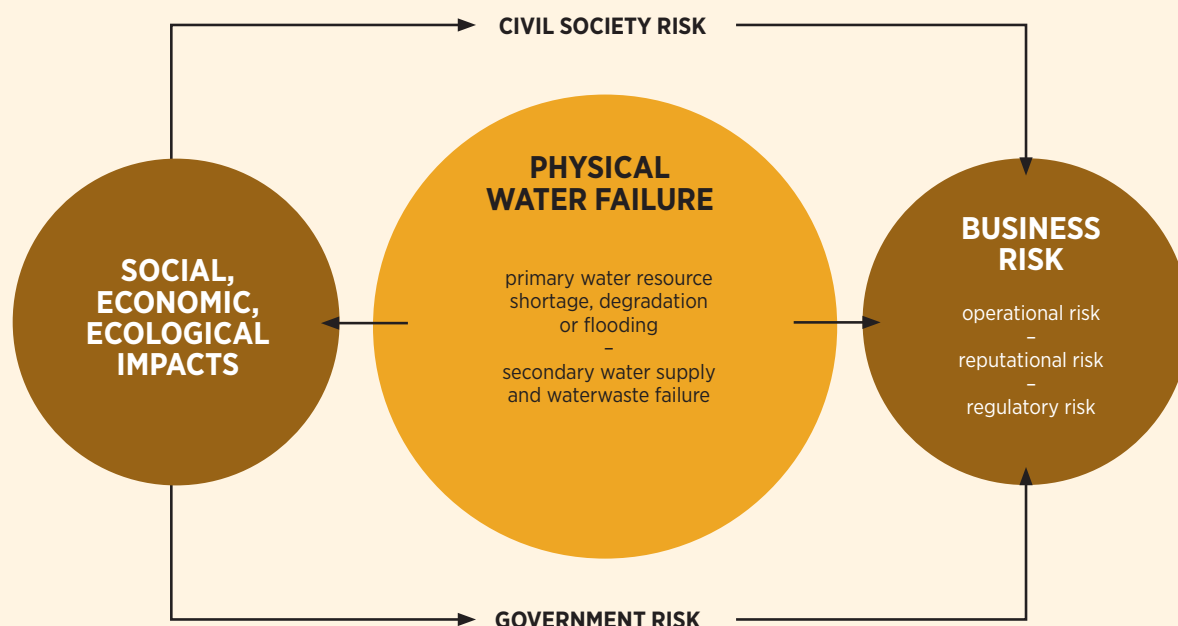 CIVIL SOCIETY RISK
SOCIAL,
ECONOMIC,
ECOLOGICAL
IMPACTS
PHYSICAL
WATER FAILURE
primary water resource
shortage, degradation
or flooding
–
secondary water supply
and waterwaste failure
BUSINESS
RISK
operational risk
–
reputational risk
–
regulatory risk
GOVERNMENT RISK